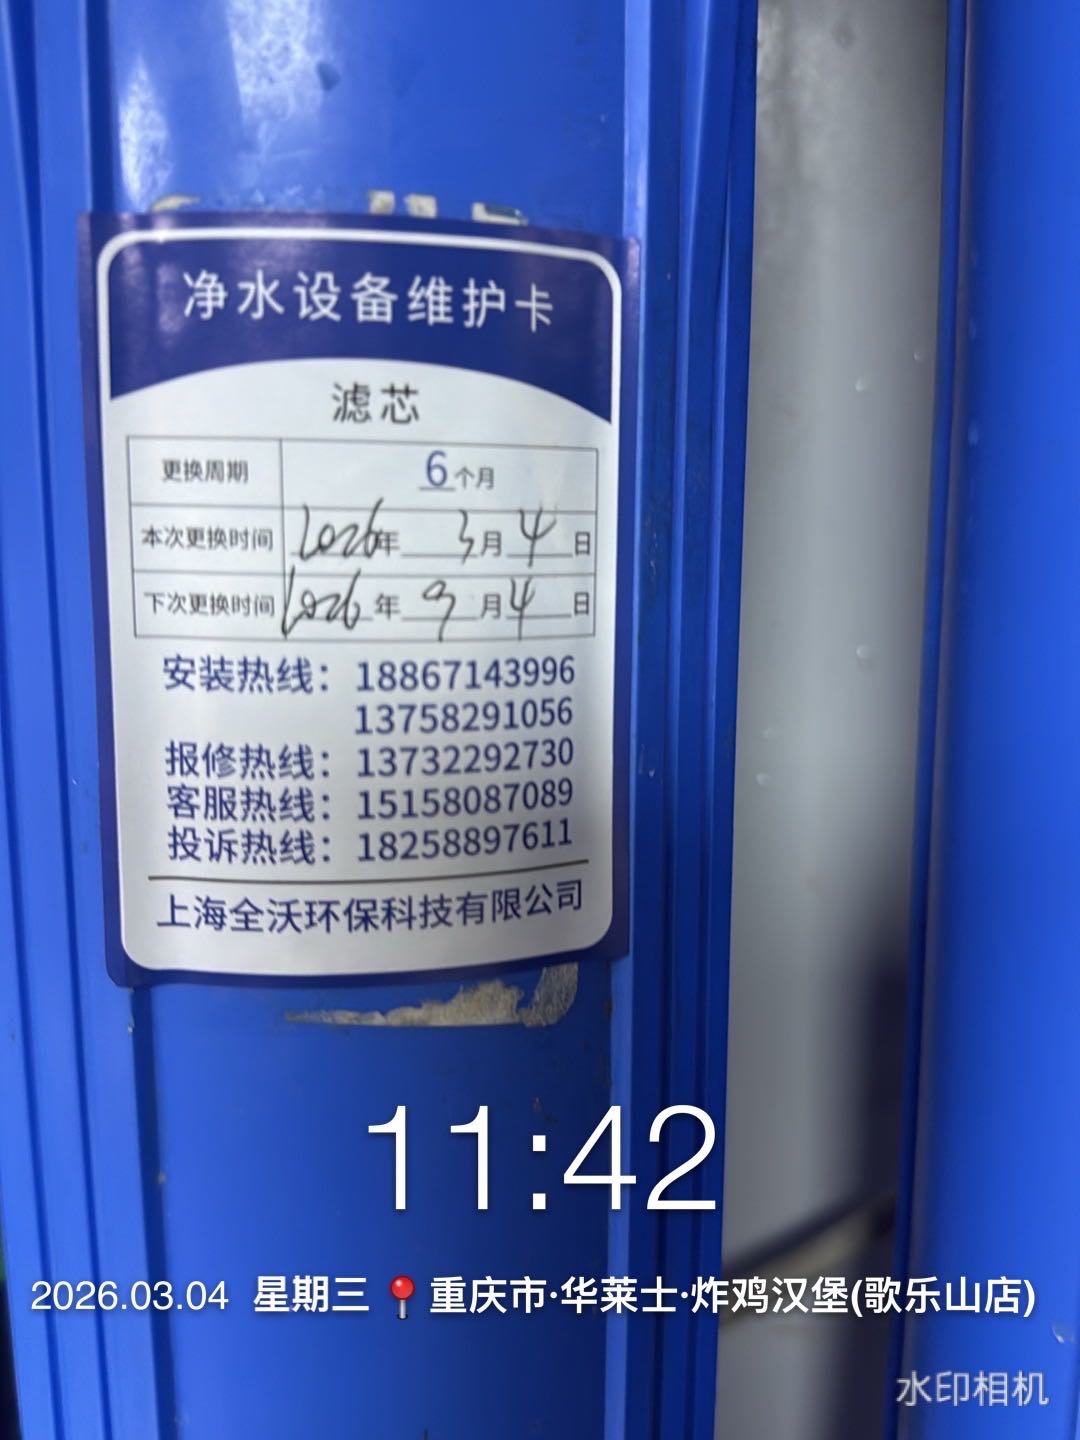 净水设备维护卡
滤芯
更换周期 6个月
本次更换时间 2026年 3月 4日
下次更换时间 2026年 9月 4日
安装热线：18867143996
13758291056
报修热线：13732292730
客服热线：15158087089
投诉热线：18258897611
上海全沃环保科技有限公司
11:42
2026.03.04 星期三 📍重庆市·华莱士·炸鸡汉堡(歌乐山店)
水印相机